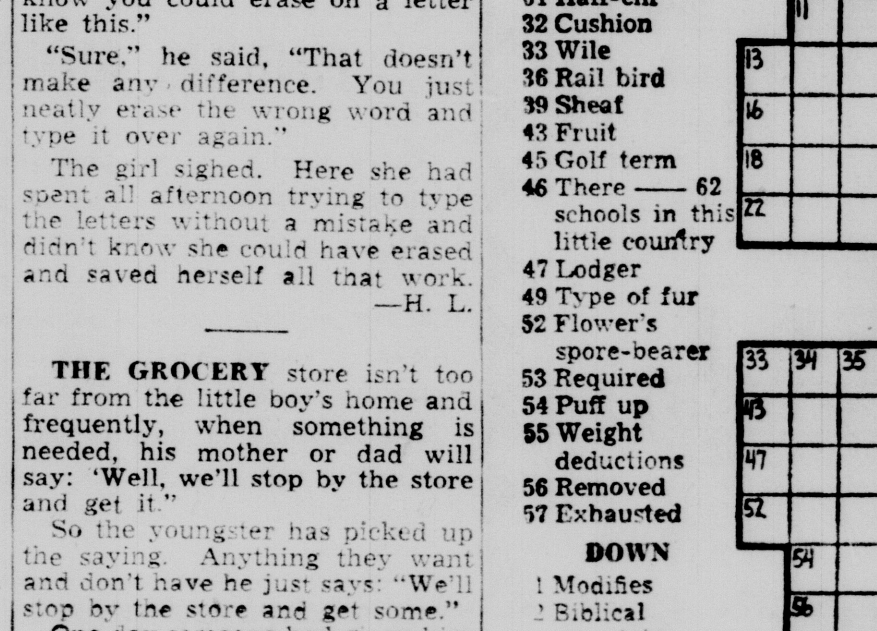 know you could erase on a letter
like this."
"Sure," he said, "That doesn't
make any difference. You just
neatly erase the wrong word and
type it over again."
The girl sighed. Here she had
spent all afternoon trying to type
the letters without a mistake and
didn't know she could have erased
and saved herself all that work.
—H. L.
THE GROCERY store isn't too
far from the little boy's home and
frequently, when something is
needed, his mother or dad will
say: 'Well, we'll stop by the store
and get it."
So the youngster has picked up
the saying. Anything they want
and don't have he just says: "We'll
stop by the store and get some."
31 Half-em
32 Cushion
33 Wile
36 Rail bird
39 Sheaf
43 Fruit
45 Golf term
46 There —— 62
schools in this
little country
47 Lodger
49 Type of fur
52 Flower's
spore-bearer
53 Required
54 Puff up
55 Weight
deductions
56 Removed
57 Exhausted
DOWN
1 Modifies
2 Biblical
11
13
16
18
22
33 34 35
43
47
52
54
56